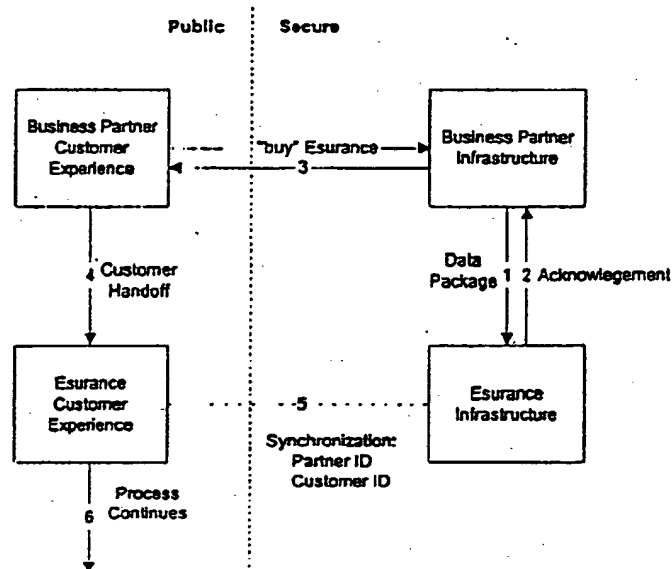 Public
Secure
Business Partner
Customer
Experience
"buy" Esurance
3
Business Partner
Infrastructure
4 Customer
Handoff
Data
Package 1
2 Acknowlegement
Esurance
Customer
Experience
5
Esurance
Infrastructure
Synchronization:
Partner ID
Customer ID
Process
6 Continues